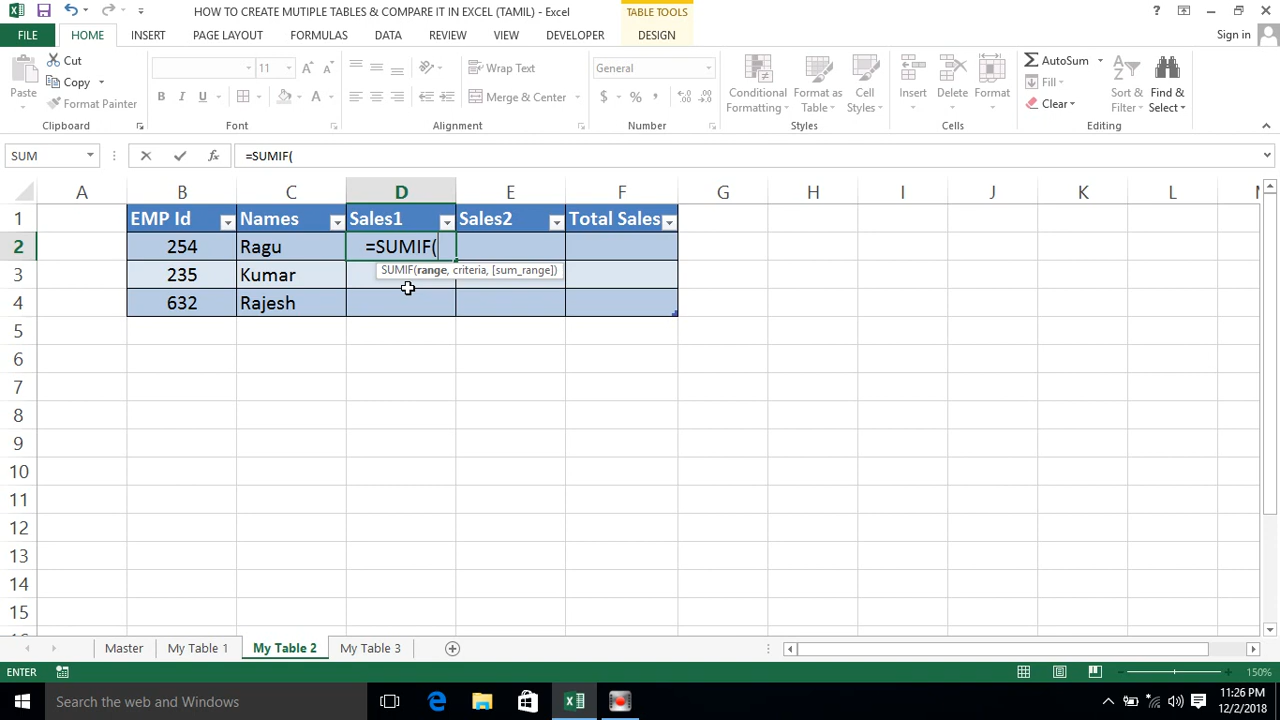 HOW TO CREATE MUTIPLE TABLES & COMPARE IT IN EXCEL (TAMIL) - Excel
TABLE TOOLS
?
FILE HOME INSERT PAGE LAYOUT FORMULAS DATA REVIEW VIEW DEVELOPER DESIGN Sign in
Paste
Cut
Copy
Format Painter
Clipboard
11
A A
B I U A
Font
Wrap Text
Merge & Center
Alignment
General
$ % ,
Number
Conditional Formatting
Format as Table
Cell Styles
Styles
Insert
Delete
Format
Cells
AutoSum
Fill
Clear
Sort & Filter
Find & Select
Editing
SUM fx =SUMIF(
A B C D E F G H I J K L
1 EMP Id Names Sales1 Sales2 Total Sales
2 254 Ragu =SUMIF(
SUMIF(range, criteria, [sum_range])
3 235 Kumar
4 632 Rajesh
5
6
7
8
9
10
11
12
13
14
15
Master My Table 1 My Table 2 My Table 3
ENTER 150%
Search the web and Windows
11:26 PM
12/2/2018